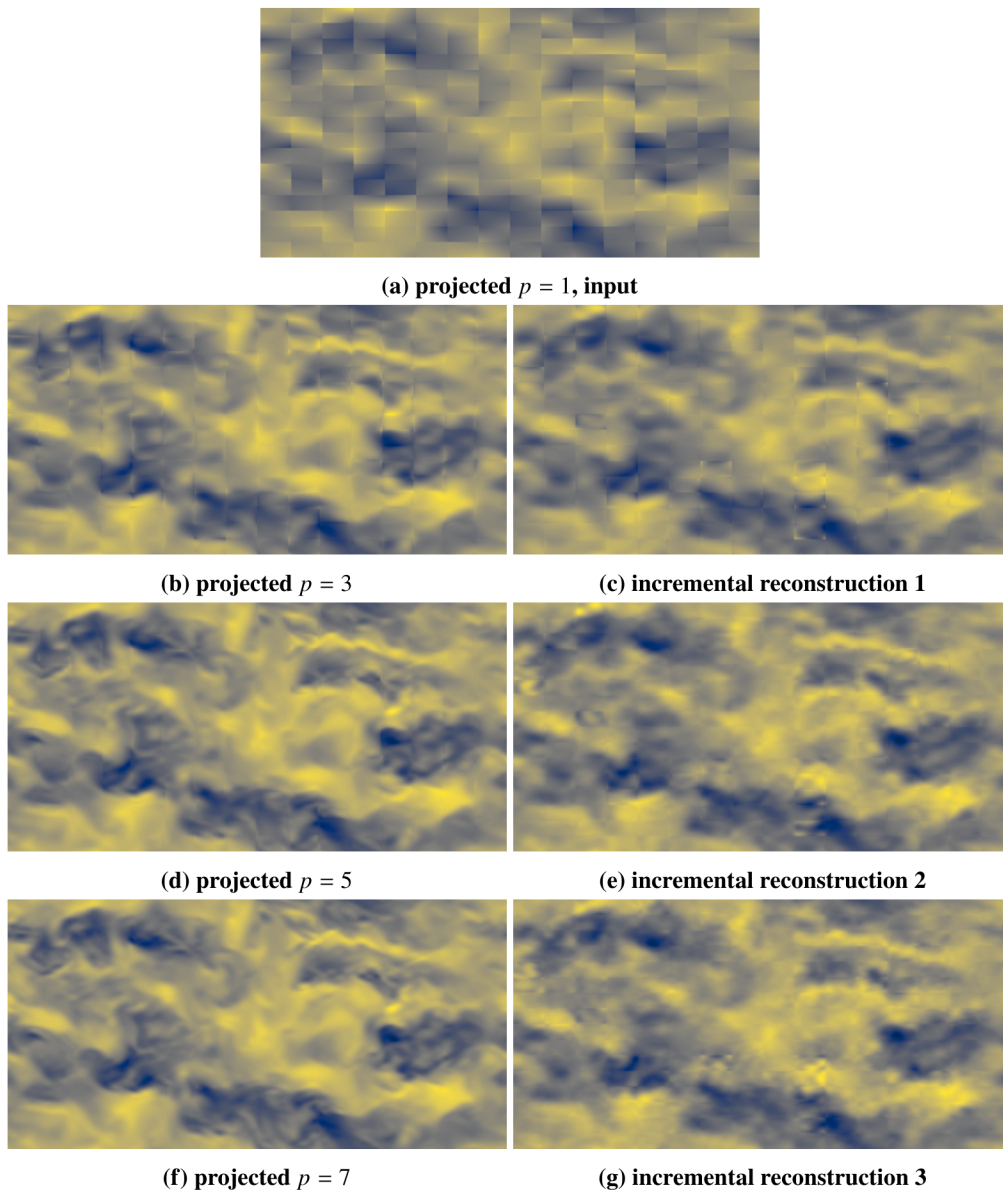 (a) projected p = 1, input
(b) projected p = 3
(c) incremental reconstruction 1
(d) projected p = 5
(e) incremental reconstruction 2
(f) projected p = 7
(g) incremental reconstruction 3